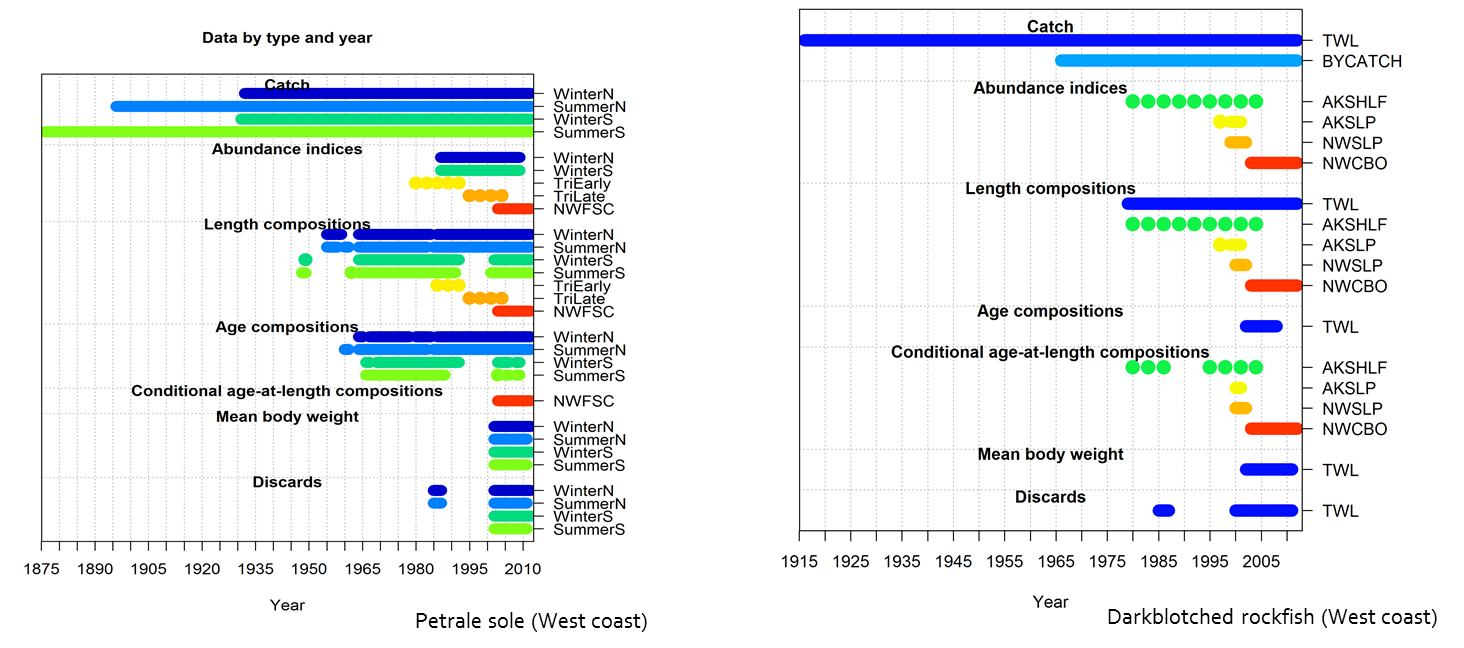 Data by type and year
Catch
WinterN
SummerN
WinterS
SummerS
Abundance indices
WinterN
WinterS
TriEarly
TriLate
NWFSC
Length compositions
WinterN
SummerN
WinterS
SummerS
TriEarly
TriLate
NWFSC
Age compositions
WinterN
SummerN
WinterS
SummerS
Conditional age-at-length compositions
NWFSC
Mean body weight
WinterN
SummerN
WinterS
SummerS
Discards
WinterN
SummerN
WinterS
SummerS
1875 1890 1905 1920 1935 1950 1965 1980 1995 2010
Year
Petrale sole (West coast)
Catch
TWL
BYCATCH
Abundance indices
AKSHLF
AKSLP
NWSLP
NWCBO
Length compositions
TWL
AKSHLF
AKSLP
NWSLP
NWCBO
Age compositions
TWL
Conditional age-at-length compositions
AKSHLF
AKSLP
NWSLP
NWCBO
Mean body weight
TWL
Discards
TWL
1915 1925 1935 1945 1955 1965 1975 1985 1995 2005
Year
Darkblotched rockfish (West coast)